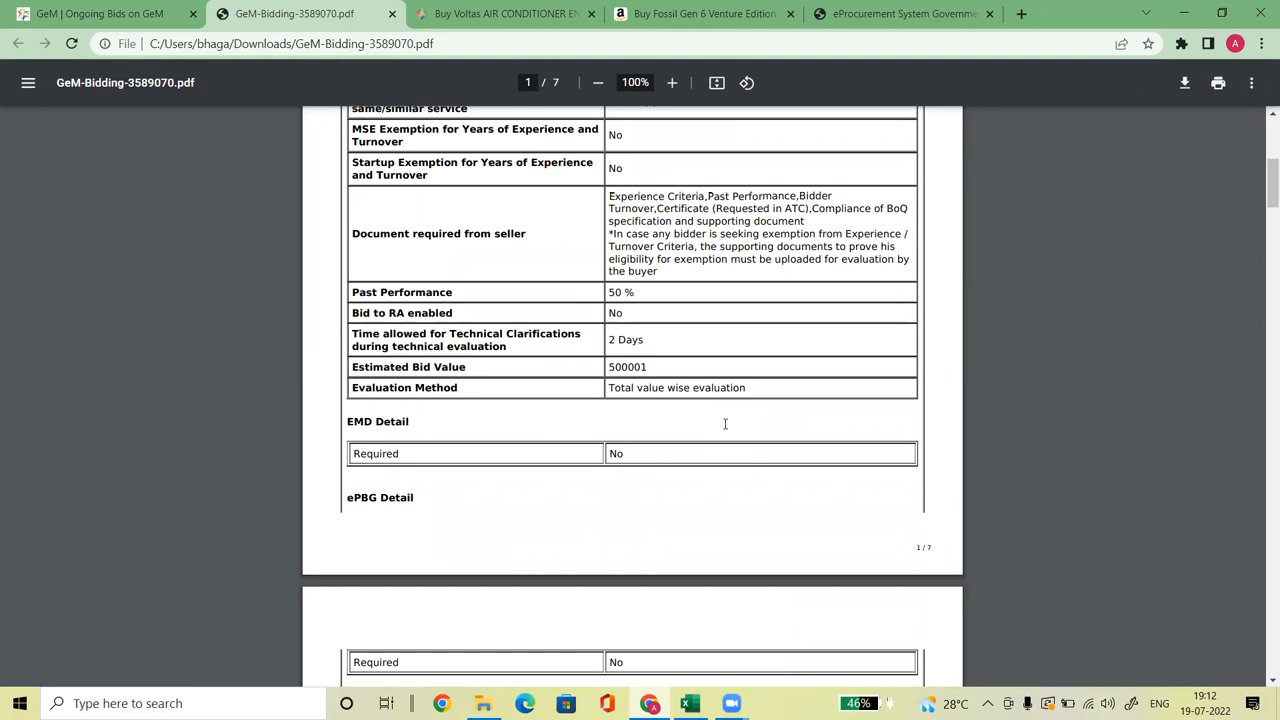 GeM | Ongoing Bids on GeM
GeM-Bidding-3589070.pdf
Buy Voltas AIR CONDITIONER EN
Buy Fossil Gen 6 Venture Edition
eProcurement System Governme
File
C:/Users/bhaga/Downloads/GeM-Bidding-3589070.pdf
A
GeM-Bidding-3589070.pdf
1 / 7
100%
same/similar service
MSE Exemption for Years of Experience and
Turnover
No
Startup Exemption for Years of Experience
and Turnover
No
Document required from seller
Experience Criteria,Past Performance,Bidder
Turnover,Certificate (Requested in ATC),Compliance of BoQ
specification and supporting document
*In case any bidder is seeking exemption from Experience /
Turnover Criteria, the supporting documents to prove his
eligibility for exemption must be uploaded for evaluation by
the buyer
Past Performance
50 %
Bid to RA enabled
No
Time allowed for Technical Clarifications
during technical evaluation
2 Days
Estimated Bid Value
500001
Evaluation Method
Total value wise evaluation
EMD Detail
Required
No
ePBG Detail
1 / 7
Required
No
Type here to search
46%
28°C
ENG
19:12
19-07-2022